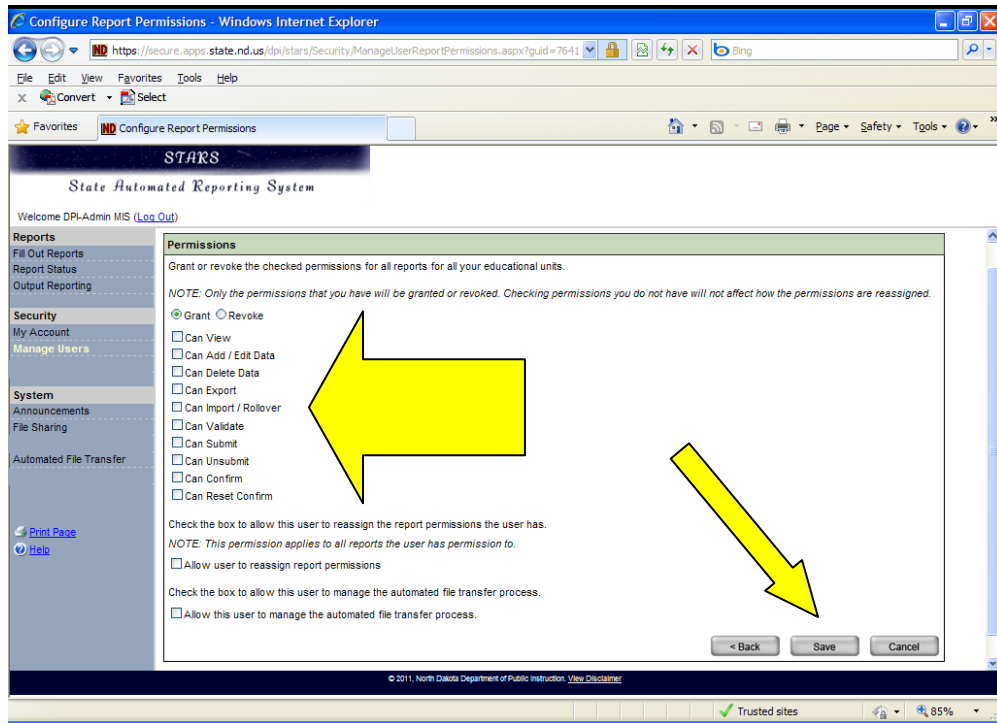 Configure Report Permissions - Windows Internet Explorer
https://secure.apps.state.nd.us/dpi/stars/Security/ManageUserReportPermissions.aspx?guid=7641
Bing
File Edit View Favorites Tools Help
Convert Select
Favorites ND Configure Report Permissions Page Safety Tools
STARS
State Automated Reporting System
Welcome DPI-Admin MIS (Log Out)
Reports
Fill Out Reports
Report Status
Output Reporting
Security
My Account
Manage Users
System
Announcements
File Sharing
Automated File Transfer
Print Page
Help
Permissions
Grant or revoke the checked permissions for all reports for all your educational units.
NOTE: Only the permissions that you have will be granted or revoked. Checking permissions you do not have will not affect how the permissions are reassigned.
Grant Revoke
Can View
Can Add / Edit Data
Can Delete Data
Can Export
Can Import / Rollover
Can Validate
Can Submit
Can Unsubmit
Can Confirm
Can Reset Confirm
Check the box to allow this user to reassign the report permissions the user has.
NOTE: This permission applies to all reports the user has permission to.
Allow user to reassign report permissions
Check the box to allow this user to manage the automated file transfer process.
Allow this user to manage the automated file transfer process.
< Back Save Cancel
© 2011, North Dakota Department of Public Instruction. View Disclaimer
Trusted sites 85%